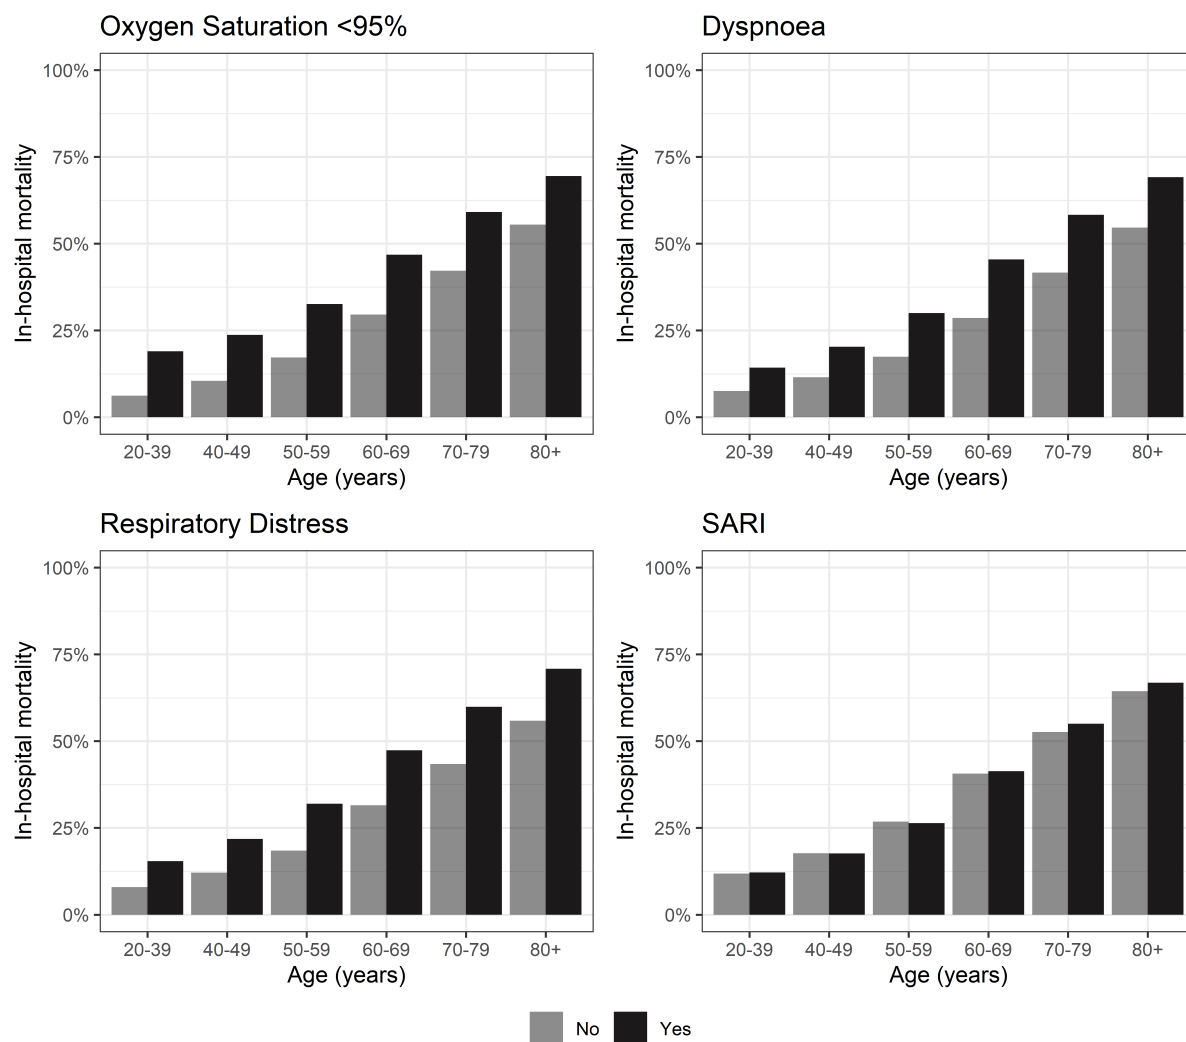 Oxygen Saturation <95%
In-hospital mortality
100%
75%
50%
25%
0%
20-39 40-49 50-59 60-69 70-79 80+
Age (years)
Dyspnoea
In-hospital mortality
100%
75%
50%
25%
0%
20-39 40-49 50-59 60-69 70-79 80+
Age (years)
Respiratory Distress
In-hospital mortality
100%
75%
50%
25%
0%
20-39 40-49 50-59 60-69 70-79 80+
Age (years)
SARI
In-hospital mortality
100%
75%
50%
25%
0%
20-39 40-49 50-59 60-69 70-79 80+
Age (years)
No Yes